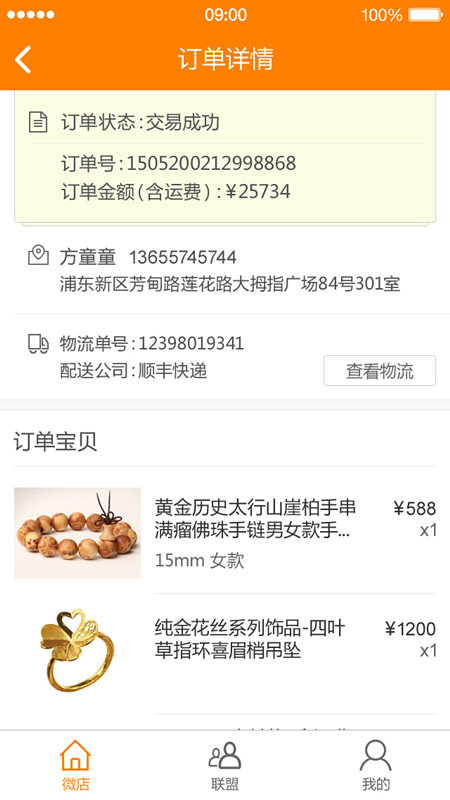 09:00
100%
订单详情
订单状态:交易成功
订单号:1505200212998868
订单金额(含运费):¥25734
方童童 13655745744
浦东新区芳甸路莲花路大拇指广场84号301室
物流单号:12398019341
配送公司:顺丰快递
查看物流
订单宝贝
黄金历史太行山崖柏手串 ¥588
满瘤佛珠手链男女款手... x1
15mm 女款
纯金花丝系列饰品-四叶 ¥1200
草指环喜眉梢吊坠 x1
微店 联盟 我的